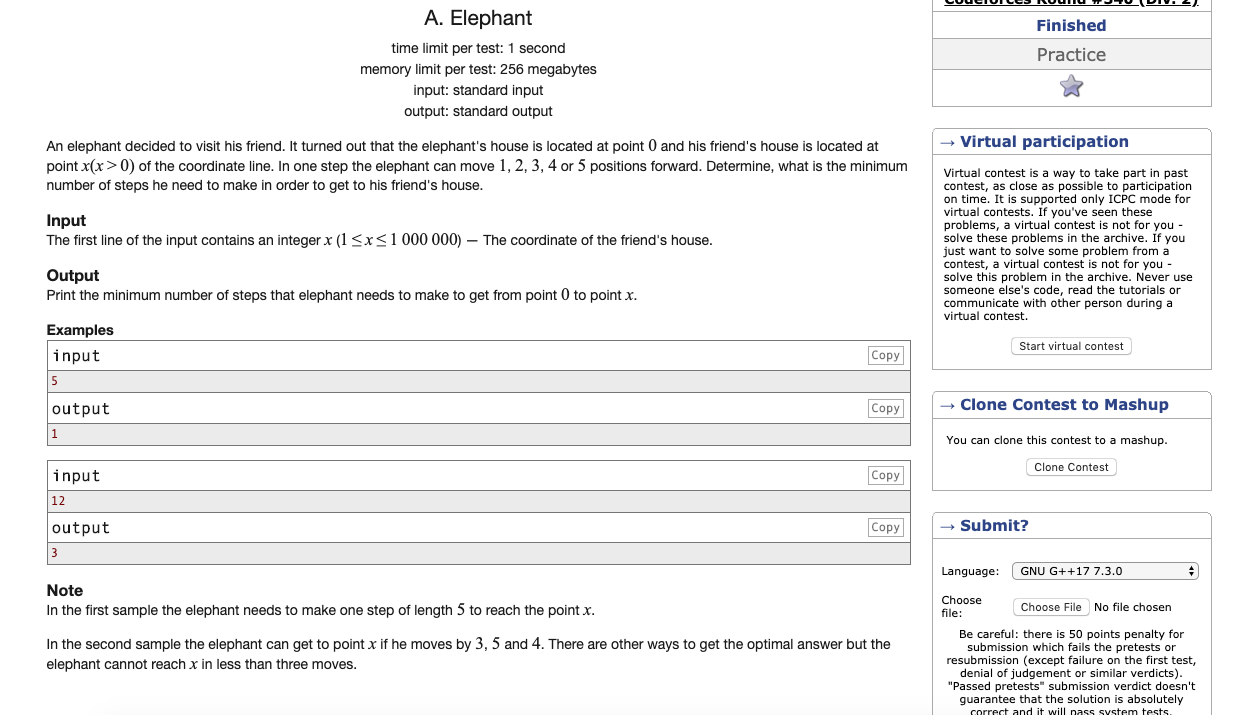 A. Elephant
time limit per test: 1 second
memory limit per test: 256 megabytes
input: standard input
output: standard output
An elephant decided to visit his friend. It turned out that the elephant's house is located at point 0 and his friend's house is located at
point x(x > 0) of the coordinate line. In one step the elephant can move 1, 2, 3, 4 or 5 positions forward. Determine, what is the minimum
number of steps he need to make in order to get to his friend's house.
Input
The first line of the input contains an integer x (1 ≤ x ≤ 1 000 000) — The coordinate of the friend's house.
Output
Print the minimum number of steps that elephant needs to make to get from point 0 to point x.
Examples
input
Copy
5
output
Copy
1
input
Copy
12
output
Copy
3
Note
In the first sample the elephant needs to make one step of length 5 to reach the point x.
In the second sample the elephant can get to point x if he moves by 3, 5 and 4. There are other ways to get the optimal answer but the
elephant cannot reach x in less than three moves.
Codeforces Round #340 (Div. 2)
Finished
Practice
→ Virtual participation
Virtual contest is a way to take part in past
contest, as close as possible to participation
on time. It is supported only ICPC mode for
virtual contests. If you've seen these
problems, a virtual contest is not for you -
solve these problems in the archive. If you
just want to solve some problem from a
contest, a virtual contest is not for you -
solve this problem in the archive. Never use
someone else's code, read the tutorials or
communicate with other person during a
virtual contest.
Start virtual contest
→ Clone Contest to Mashup
You can clone this contest to a mashup.
Clone Contest
→ Submit?
Language: GNU G++17 7.3.0
Choose
file:
Choose File No file chosen
Be careful: there is 50 points penalty for
submission which fails the pretests or
resubmission (except failure on the first test,
denial of judgement or similar verdicts).
"Passed pretests" submission verdict doesn't
guarantee that the solution is absolutely
correct and it will pass system tests.